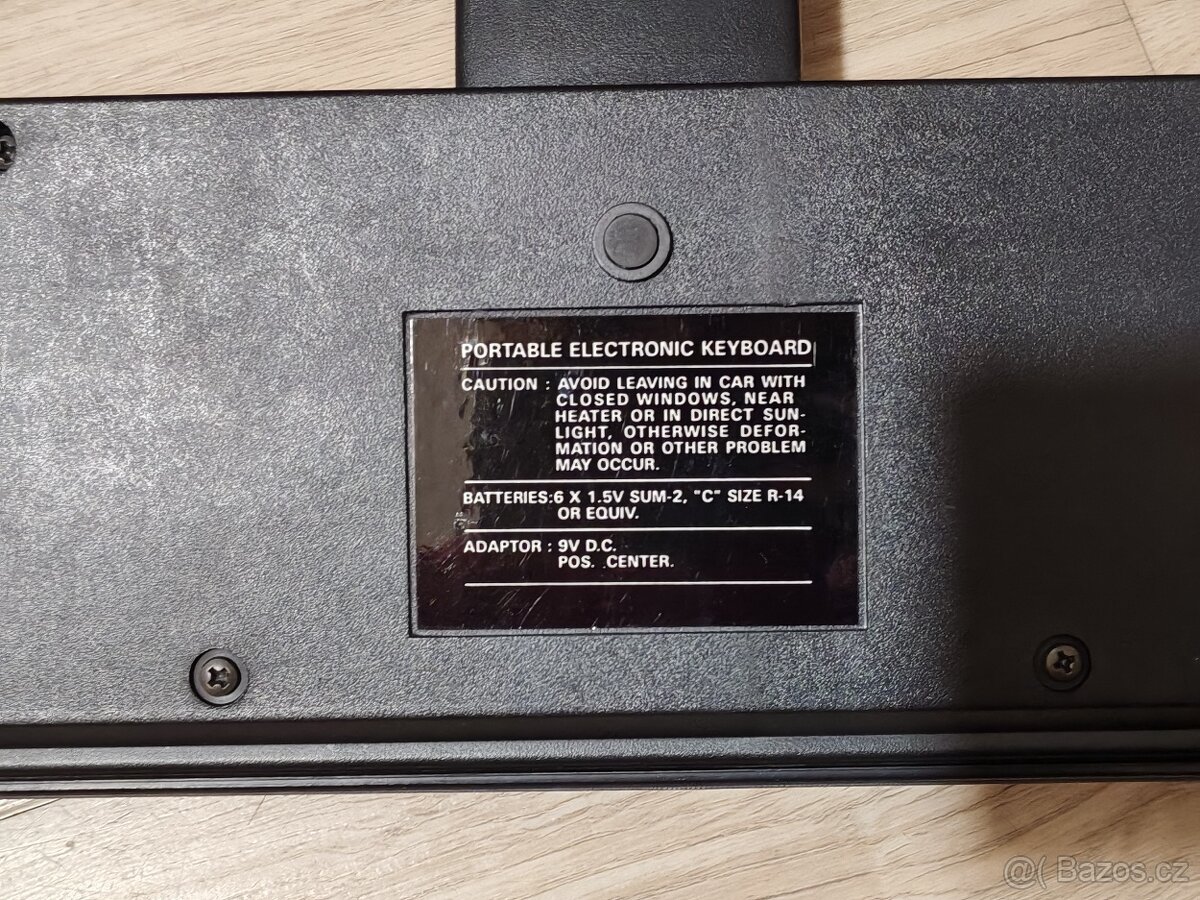 PORTABLE ELECTRONIC KEYBOARD
CAUTION : AVOID LEAVING IN CAR WITH
CLOSED WINDOWS, NEAR
HEATER OR IN DIRECT SUN-
LIGHT, OTHERWISE DEFOR-
MATION OR OTHER PROBLEM
MAY OCCUR.
BATTERIES:6 X 1.5V SUM-2, "C" SIZE R-14
OR EQUIV.
ADAPTOR : 9V D.C.
POS. CENTER.
@( Bazos.cz